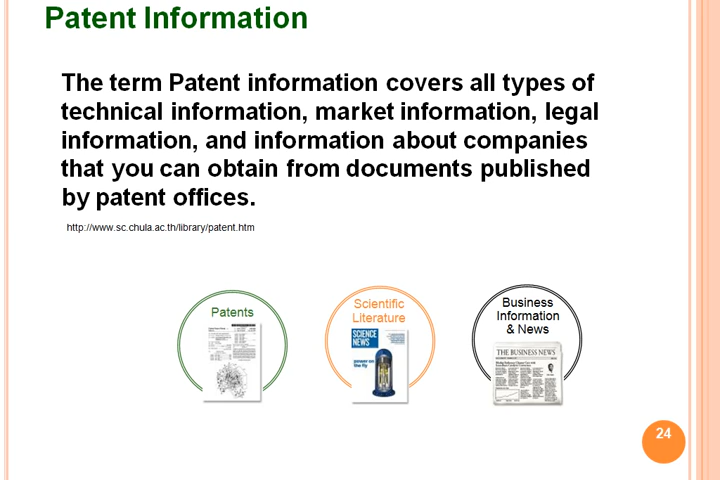 Patent Information
The term Patent information covers all types of
technical information, market information, legal
information, and information about companies
that you can obtain from documents published
by patent offices.
http://www.sc.chula.ac.th/library/patent.htm
Patents
Scientific
Literature
SCIENCE
NEWS
power on
the fly
Business
Information
& News
THE BUSINESS NEWS
24